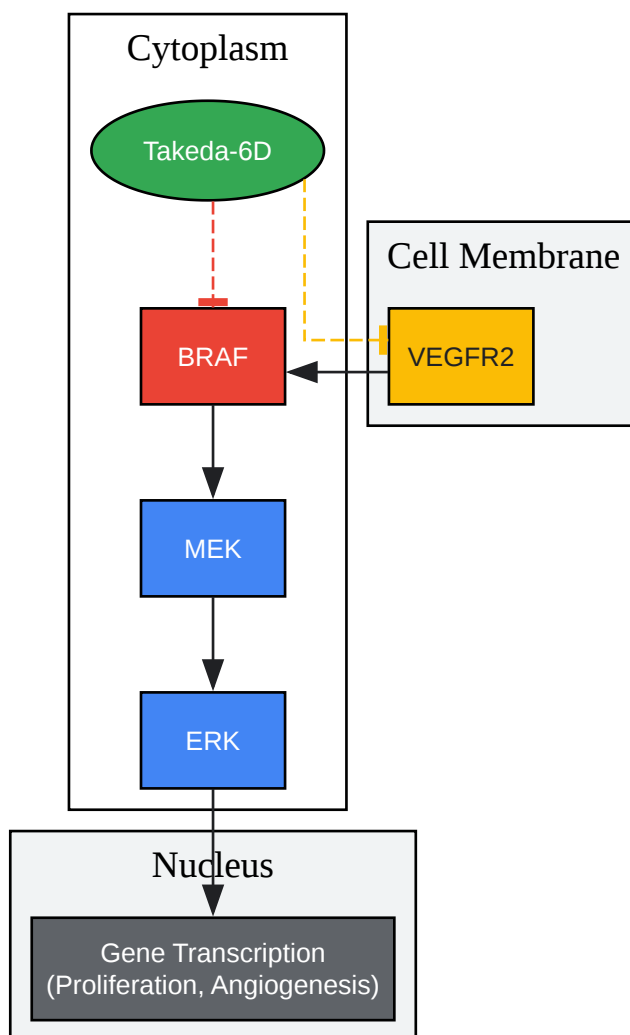 Cytoplasm
Takeda-6D
Cell Membrane
BRAF
VEGFR2
MEK
ERK
Nucleus
Gene Transcription
(Proliferation, Angiogenesis)